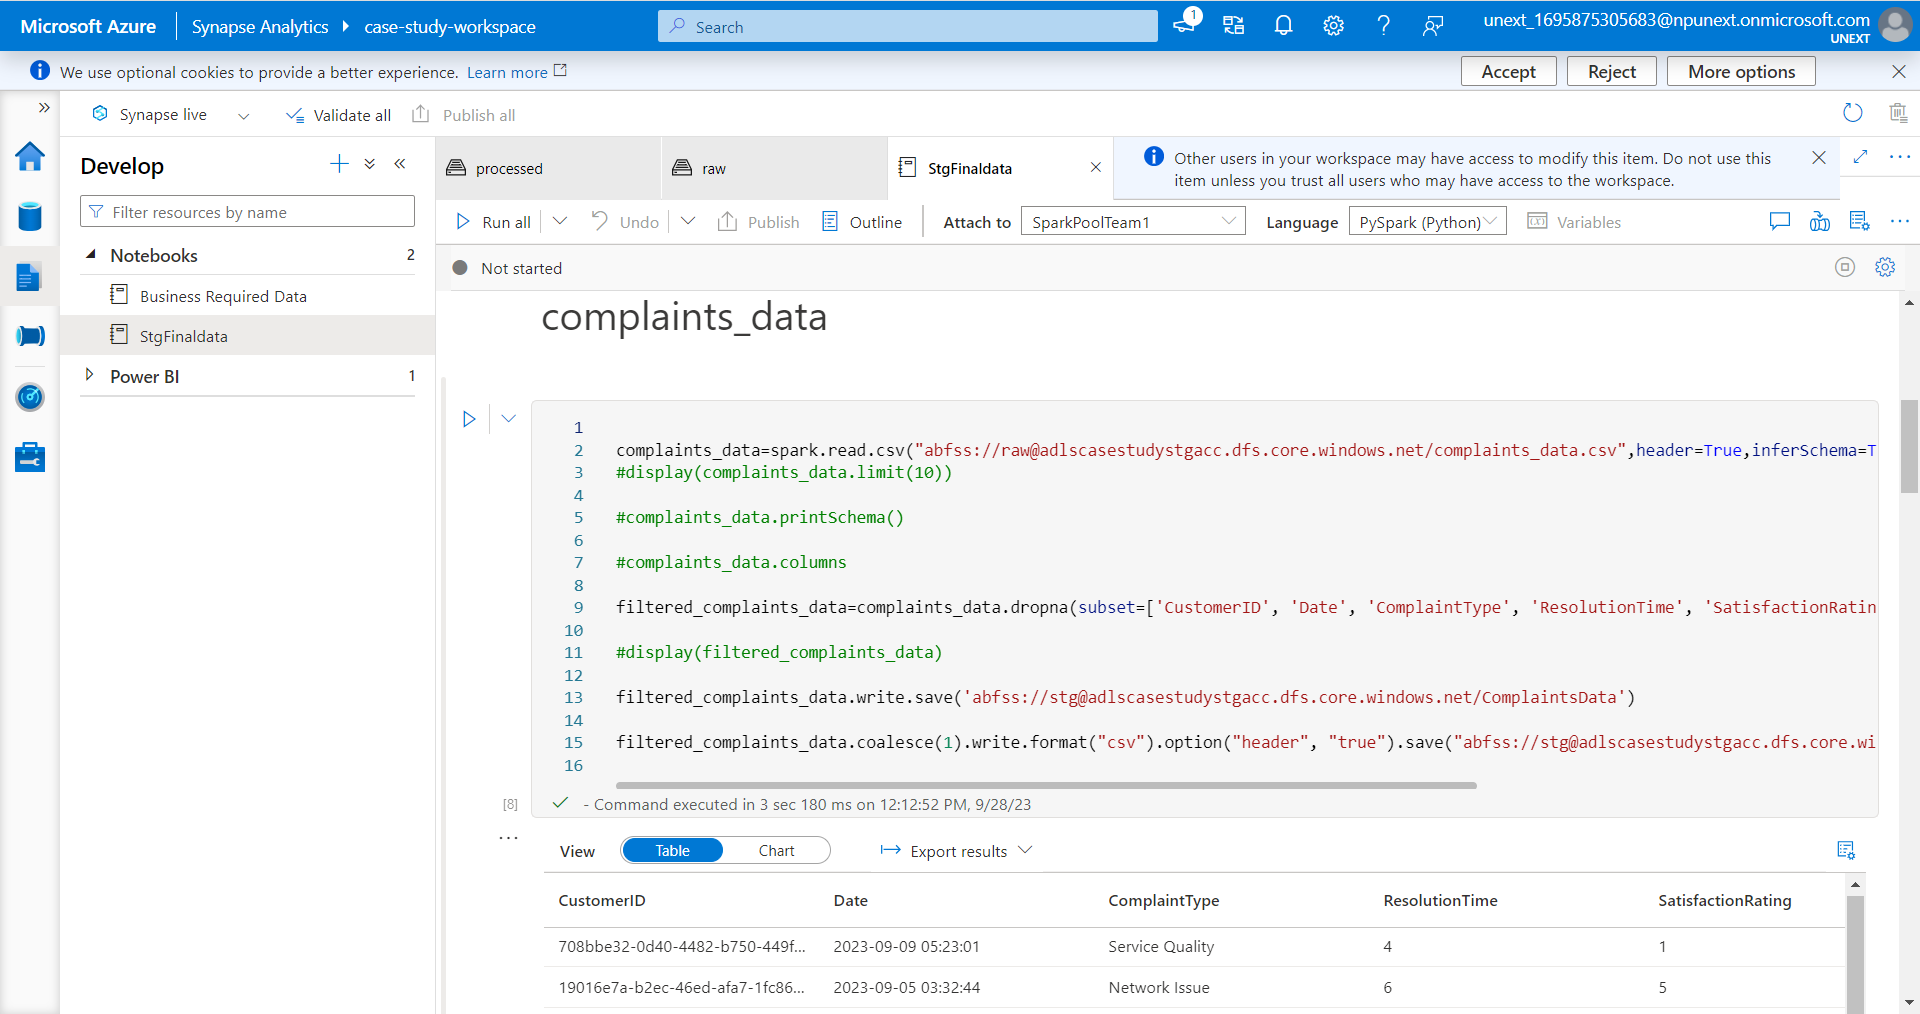 Microsoft Azure
Synapse Analytics
case-study-workspace
Search
1
unext_1695875305683@npunext.onmicrosoft.com
UNEXT
We use optional cookies to provide a better experience. Learn more
Accept
Reject
More options
Synapse live
Validate all
Publish all
Develop
Filter resources by name
Notebooks
2
Business Required Data
StgFinaldata
Power BI
1
processed
raw
StgFinaldata
Other users in your workspace may have access to modify this item. Do not use this
item unless you trust all users who may have access to the workspace.
Run all
Undo
Publish
Outline
Attach to
SparkPoolTeam1
Language
PySpark (Python)
Variables
Not started
complaints_data
1
2 complaints_data=spark.read.csv("abfss://raw@adlscasestudystgacc.dfs.core.windows.net/complaints_data.csv",header=True,inferSchema=T
3 #display(complaints_data.limit(10))
4
5 #complaints_data.printSchema()
6
7 #complaints_data.columns
8
9 filtered_complaints_data=complaints_data.dropna(subset=['CustomerID', 'Date', 'ComplaintType', 'ResolutionTime', 'SatisfactionRatin
10
11 #display(filtered_complaints_data)
12
13 filtered_complaints_data.write.save('abfss://stg@adlscasestudystgacc.dfs.core.windows.net/ComplaintsData')
14
15 filtered_complaints_data.coalesce(1).write.format("csv").option("header", "true").save("abfss://stg@adlscasestudystgacc.dfs.core.wi
16
[8]
- Command executed in 3 sec 180 ms on 12:12:52 PM, 9/28/23
View
Table
Chart
Export results
CustomerID Date ComplaintType ResolutionTime SatisfactionRating
708bbe32-0d40-4482-b750-449f... 2023-09-09 05:23:01 Service Quality 4 1
19016e7a-b2ec-46ed-afa7-1fc86... 2023-09-05 03:32:44 Network Issue 6 5